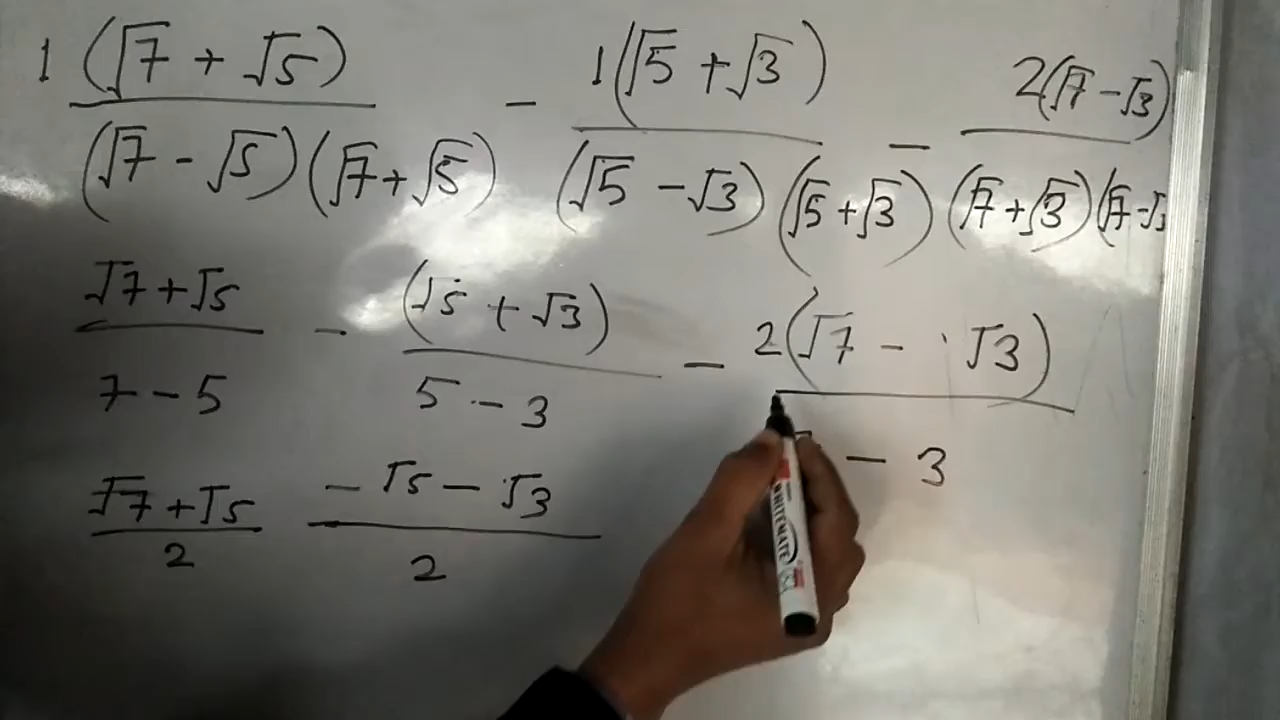 1 (√7 + √5) - 1(√5 + √3) - 2(√7 - √3)
(√7 - √5)(√7 + √5) (√5 - √3)(√5 + √3) (√7 + √3)(√7 - √3
√7 + √5 - (√5 + √3) - 2(√7 - √3)
7 - 5 5 - 3 - 3
√7 + √5 - √5 - √3
2 2
WHITEMATE